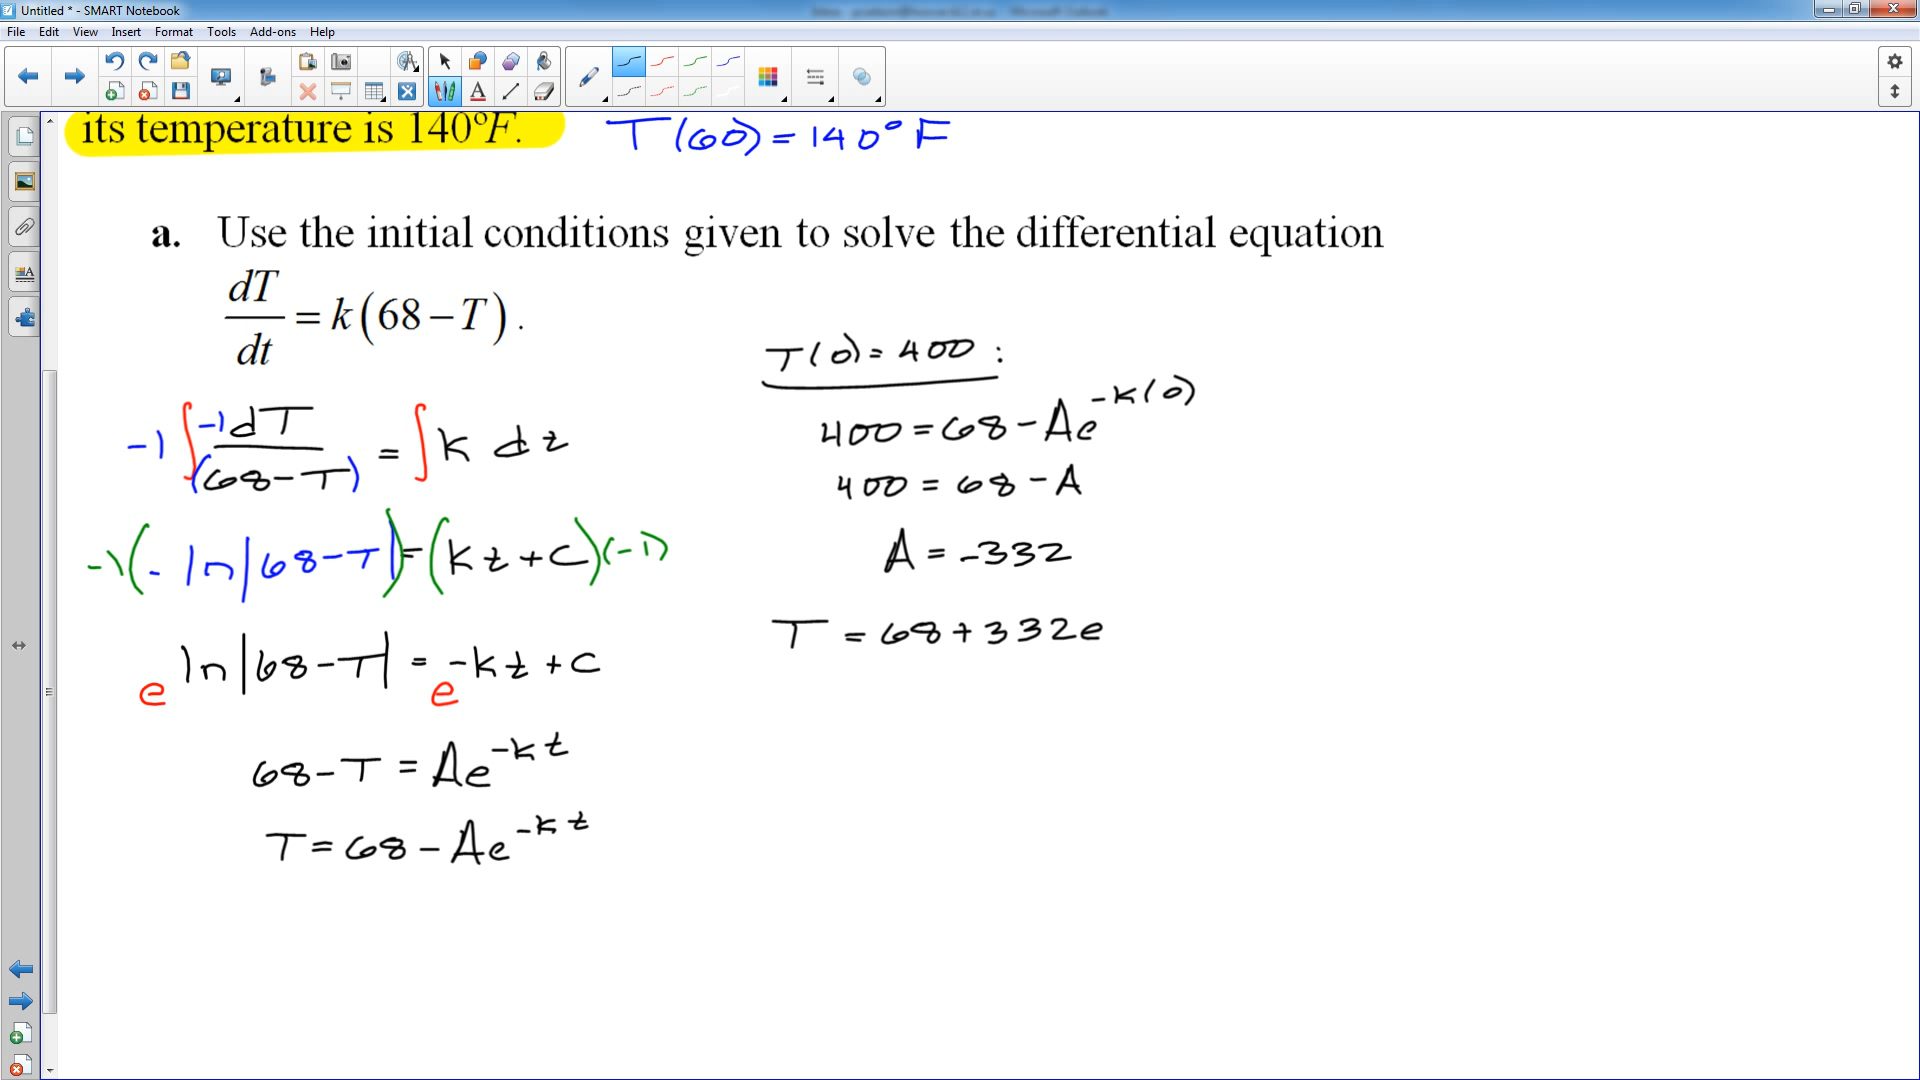 Untitled * - SMART Notebook
File Edit View Insert Format Tools Add-ons Help
its temperature is 140°F. T(60) = 140° F
a. Use the initial conditions given to solve the differential equation
dT/dt = k(68 – T).
-1 ∫ -1 dT/(68-T) = ∫ k dt
-1(- ln|68-T|) = (kt + C)(-1)
e ln|68-T| = e -kt + C
68-T = Ae^-kt
T = 68 - Ae^-kt
T(0) = 400 :
400 = 68 - Ae^-k(0)
400 = 68 - A
A = -332
T = 68 + 332e